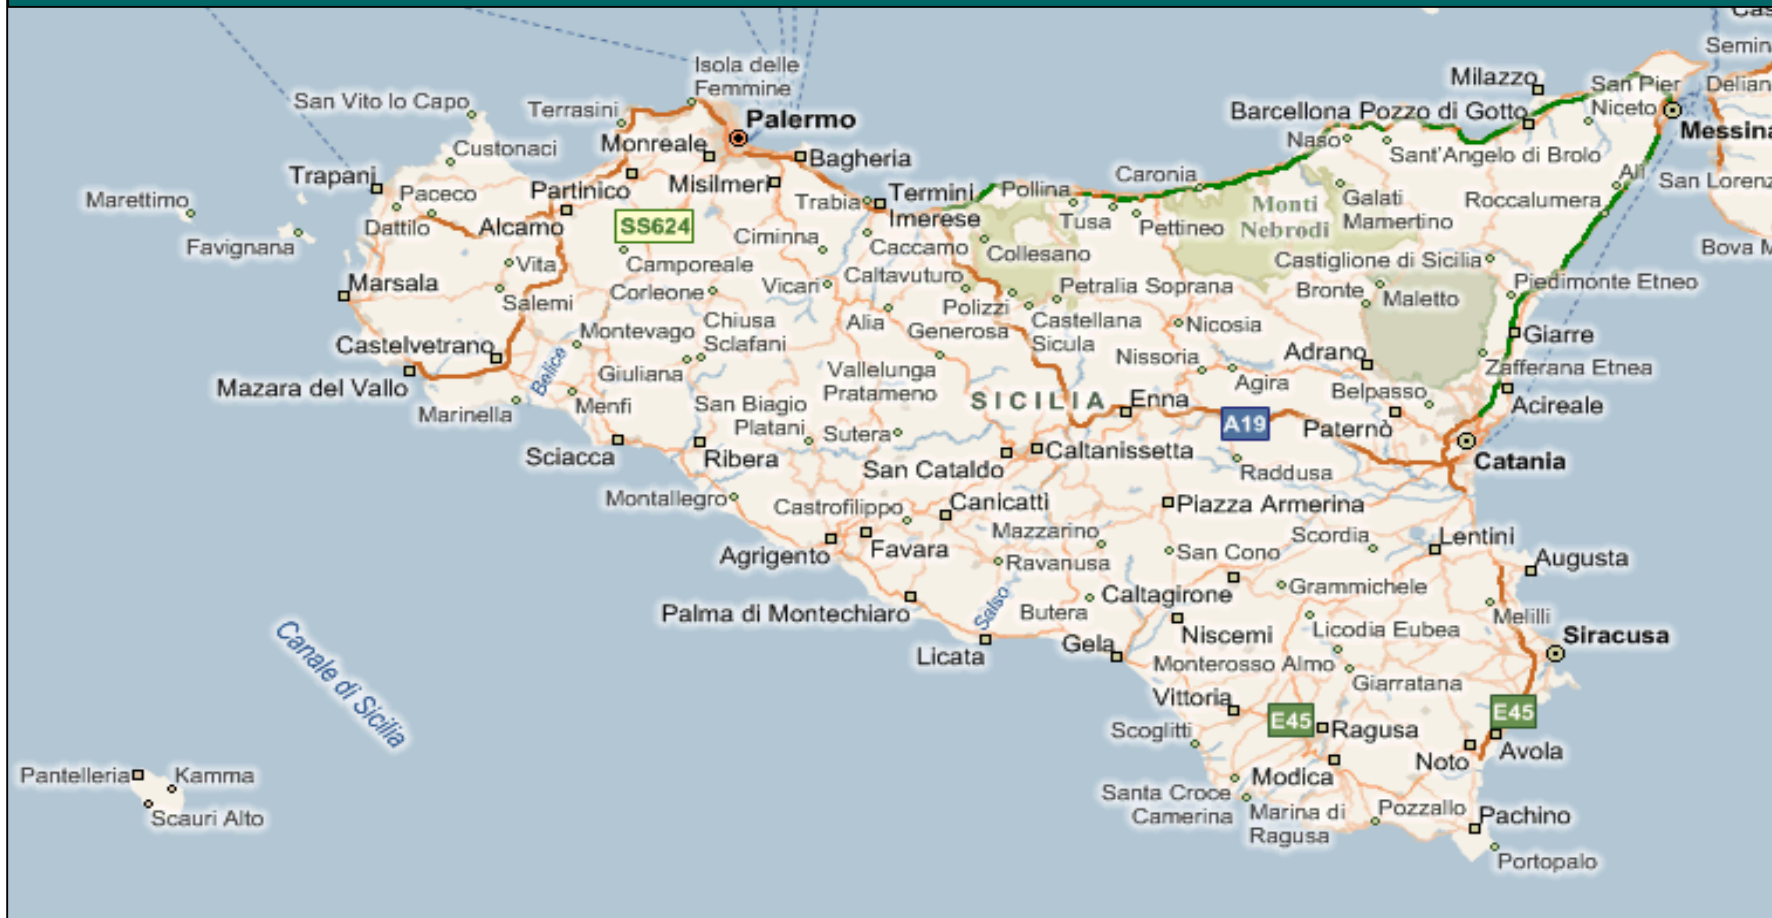 Isola delle
Femmine
San Vito lo Capo
Terrasini
Palermo
Monreale
Custonaci
Bagheria
Trapani
Paceco
Partinico
Misilmeri
Trabia
Termini
Imerese
Marettimo
Dattilo
Alcamo
SS624
Favignana
Ciminna
Caccamo
Vita
Camporeale
Caltavuturo
Marsala
Salemi
Corleone
Vicari
Polizzi
Generosa
Alia
Montevago
Chiusa
Sclafani
Castelvetrano
Giuliana
Vallelunga
Pratameno
Mazara del Vallo
Belice
Marinella
Menfi
San Biagio
Platani
Sutera
Sciacca
Ribera
San Cataldo
Caltanissetta
Montallegro
Castrofilippo
Canicattì
Agrigento
Favara
Mazzarino
Ravanusa
Palma di Montechiaro
Salso
Butera
Licata
Gela
Milazzo
San Pier
Niceto
Semin
Delian
Barcellona Pozzo di Gotto
Messina
Naso
Sant'Angelo di Brolo
Caronia
Pollina
Tusa
Pettineo
Monti
Nebrodi
Galati
Mamertino
Alì
San Lorenz
Roccalumera
Bova M
Collesano
Castiglione di Sicilia
Petralia Soprana
Bronte
Maletto
Piedimonte Etneo
Castellana
Sicula
Nicosia
Giarre
Nissoria
Adrano
Agira
Zafferana Etnea
Belpasso
SICILIA
Enna
Acireale
A19
Paternò
Raddusa
Catania
Piazza Armerina
Scordia
Lentini
San Cono
Augusta
Caltagirone
Grammichele
Melilli
Niscemi
Licodia Eubea
Siracusa
Monterosso Almo
Giarratana
Vittoria
E45
E45
Scoglitti
Ragusa
Noto
Avola
Modica
Santa Croce
Camerina
Marina di
Ragusa
Pozzallo
Pachino
Portopalo
Canale di Sicilia
Pantelleria
Kamma
Scauri Alto